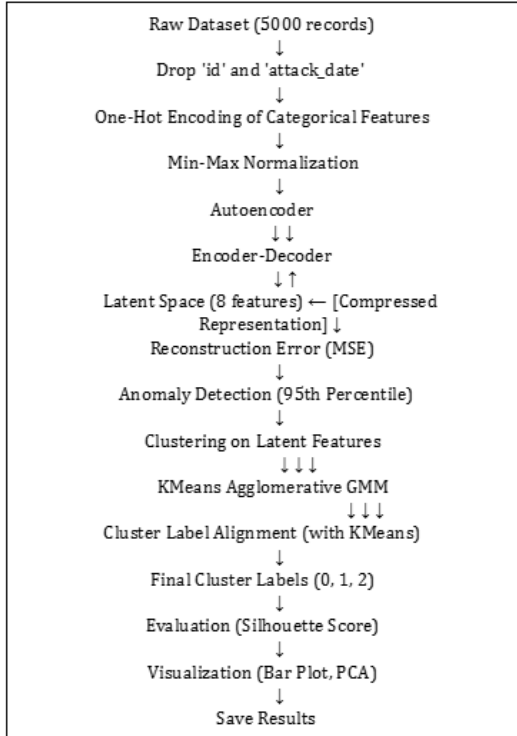 Raw Dataset (5000 records)
↓
Drop 'id' and 'attack_date'
↓
One-Hot Encoding of Categorical Features
↓
Min-Max Normalization
↓
Autoencoder
↓↓
Encoder-Decoder
↓↑
Latent Space (8 features) ← [Compressed
Representation] ↓
Reconstruction Error (MSE)
↓
Anomaly Detection (95th Percentile)
↓
Clustering on Latent Features
↓↓↓
KMeans Agglomerative GMM
↓↓↓
Cluster Label Alignment (with KMeans)
↓
Final Cluster Labels (0, 1, 2)
↓
Evaluation (Silhouette Score)
↓
Visualization (Bar Plot, PCA)
↓
Save Results